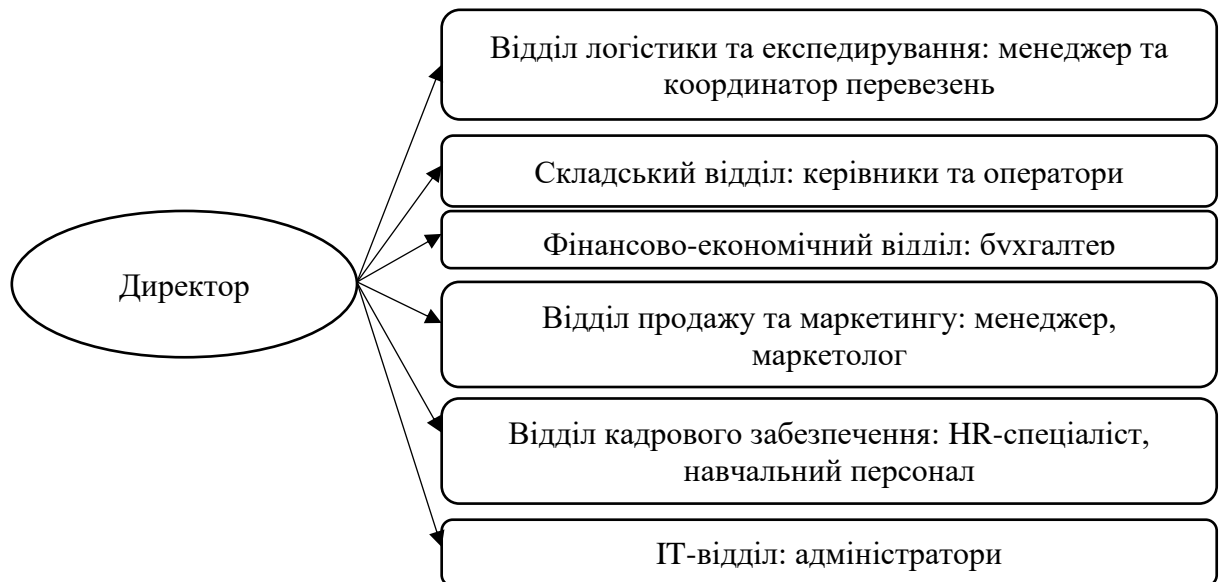 Відділ логістики та експедирування: менеджер та
координатор перевезень
Складський відділ: керівники та оператори
Фінансово-економічний відділ: бухгалтер
Директор
Відділ продажу та маркетингу: менеджер,
маркетолог
Відділ кадрового забезпечення: HR-спеціаліст,
навчальний персонал
ІТ-відділ: адміністратори